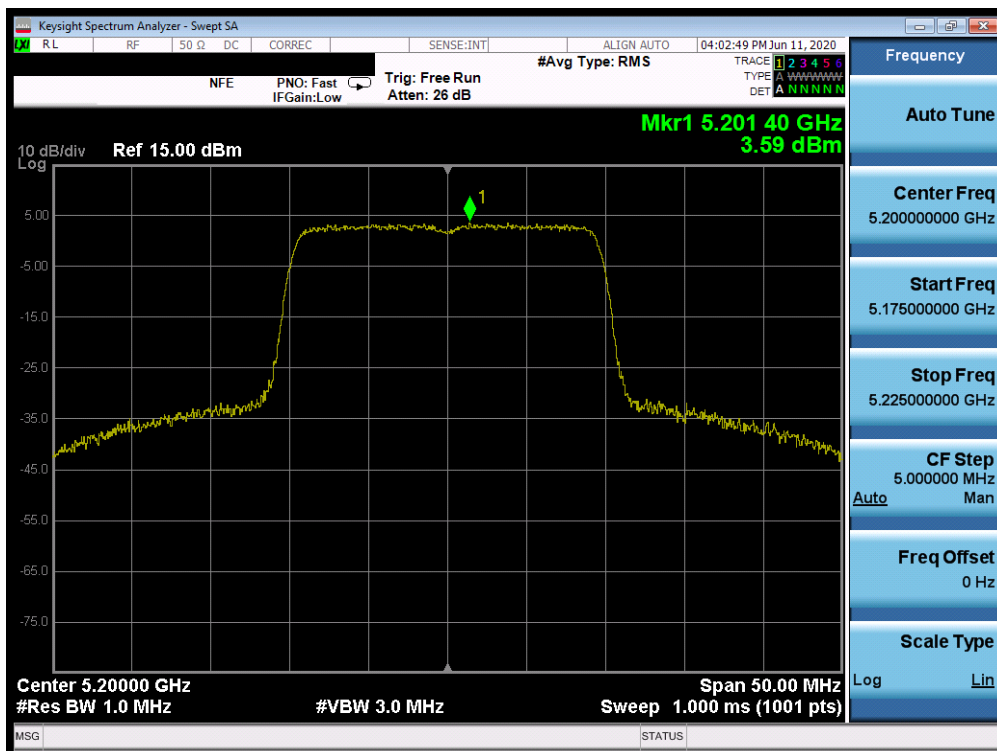 Keysight Spectrum Analyzer - Swept SA
LXI RL RF 50 Ω DC CORREC SENSE:INT ALIGN AUTO 04:02:49 PM Jun 11, 2020
#Avg Type: RMS TRACE 1 2 3 4 5 6
NFE PNO: Fast Trig: Free Run TYPE A WWWWW
IFGain:Low Atten: 26 dB DET A N N N N N
Mkr1 5.201 40 GHz
3.59 dBm
10 dB/div Ref 15.00 dBm
Log
1
5.00
-5.00
-15.0
-25.0
-35.0
-45.0
-55.0
-65.0
-75.0
Center 5.20000 GHz Span 50.00 MHz
#Res BW 1.0 MHz #VBW 3.0 MHz Sweep 1.000 ms (1001 pts)
MSG STATUS
Frequency
Auto Tune
Center Freq
5.200000000 GHz
Start Freq
5.175000000 GHz
Stop Freq
5.225000000 GHz
CF Step
5.000000 MHz
Auto Man
Freq Offset
0 Hz
Scale Type
Log Lin